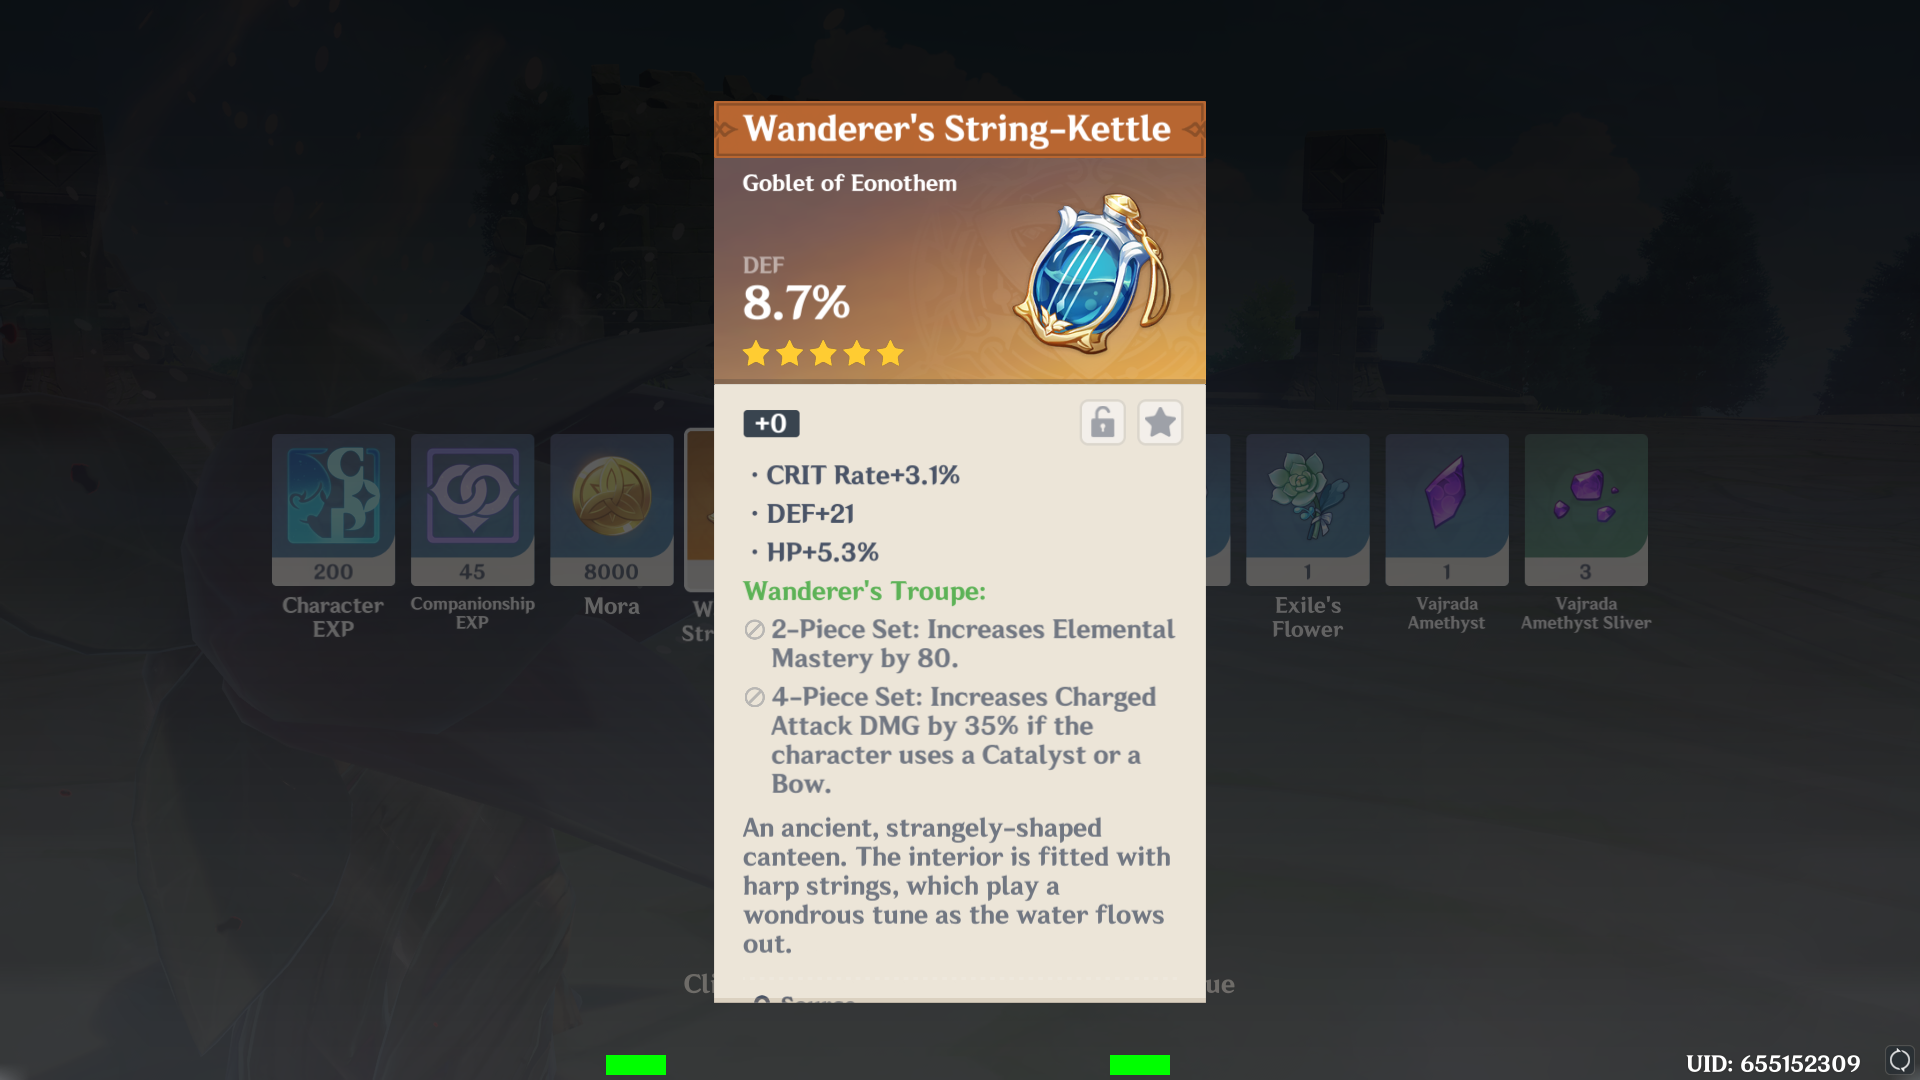 Wanderer's String-Kettle
Goblet of Eonothem
DEF
8.7%
+0
· CRIT Rate+3.1%
· DEF+21
· HP+5.3%
Wanderer's Troupe:
2-Piece Set: Increases Elemental
Mastery by 80.
4-Piece Set: Increases Charged
Attack DMG by 35% if the
character uses a Catalyst or a
Bow.
An ancient, strangely-shaped
canteen. The interior is fitted with
harp strings, which play a
wondrous tune as the water flows
out.
Source
200
Character
EXP
45
Companionship
EXP
8000
Mora
1
Exile's
Flower
1
Vajrada
Amethyst
3
Vajrada
Amethyst Sliver
UID: 655152309